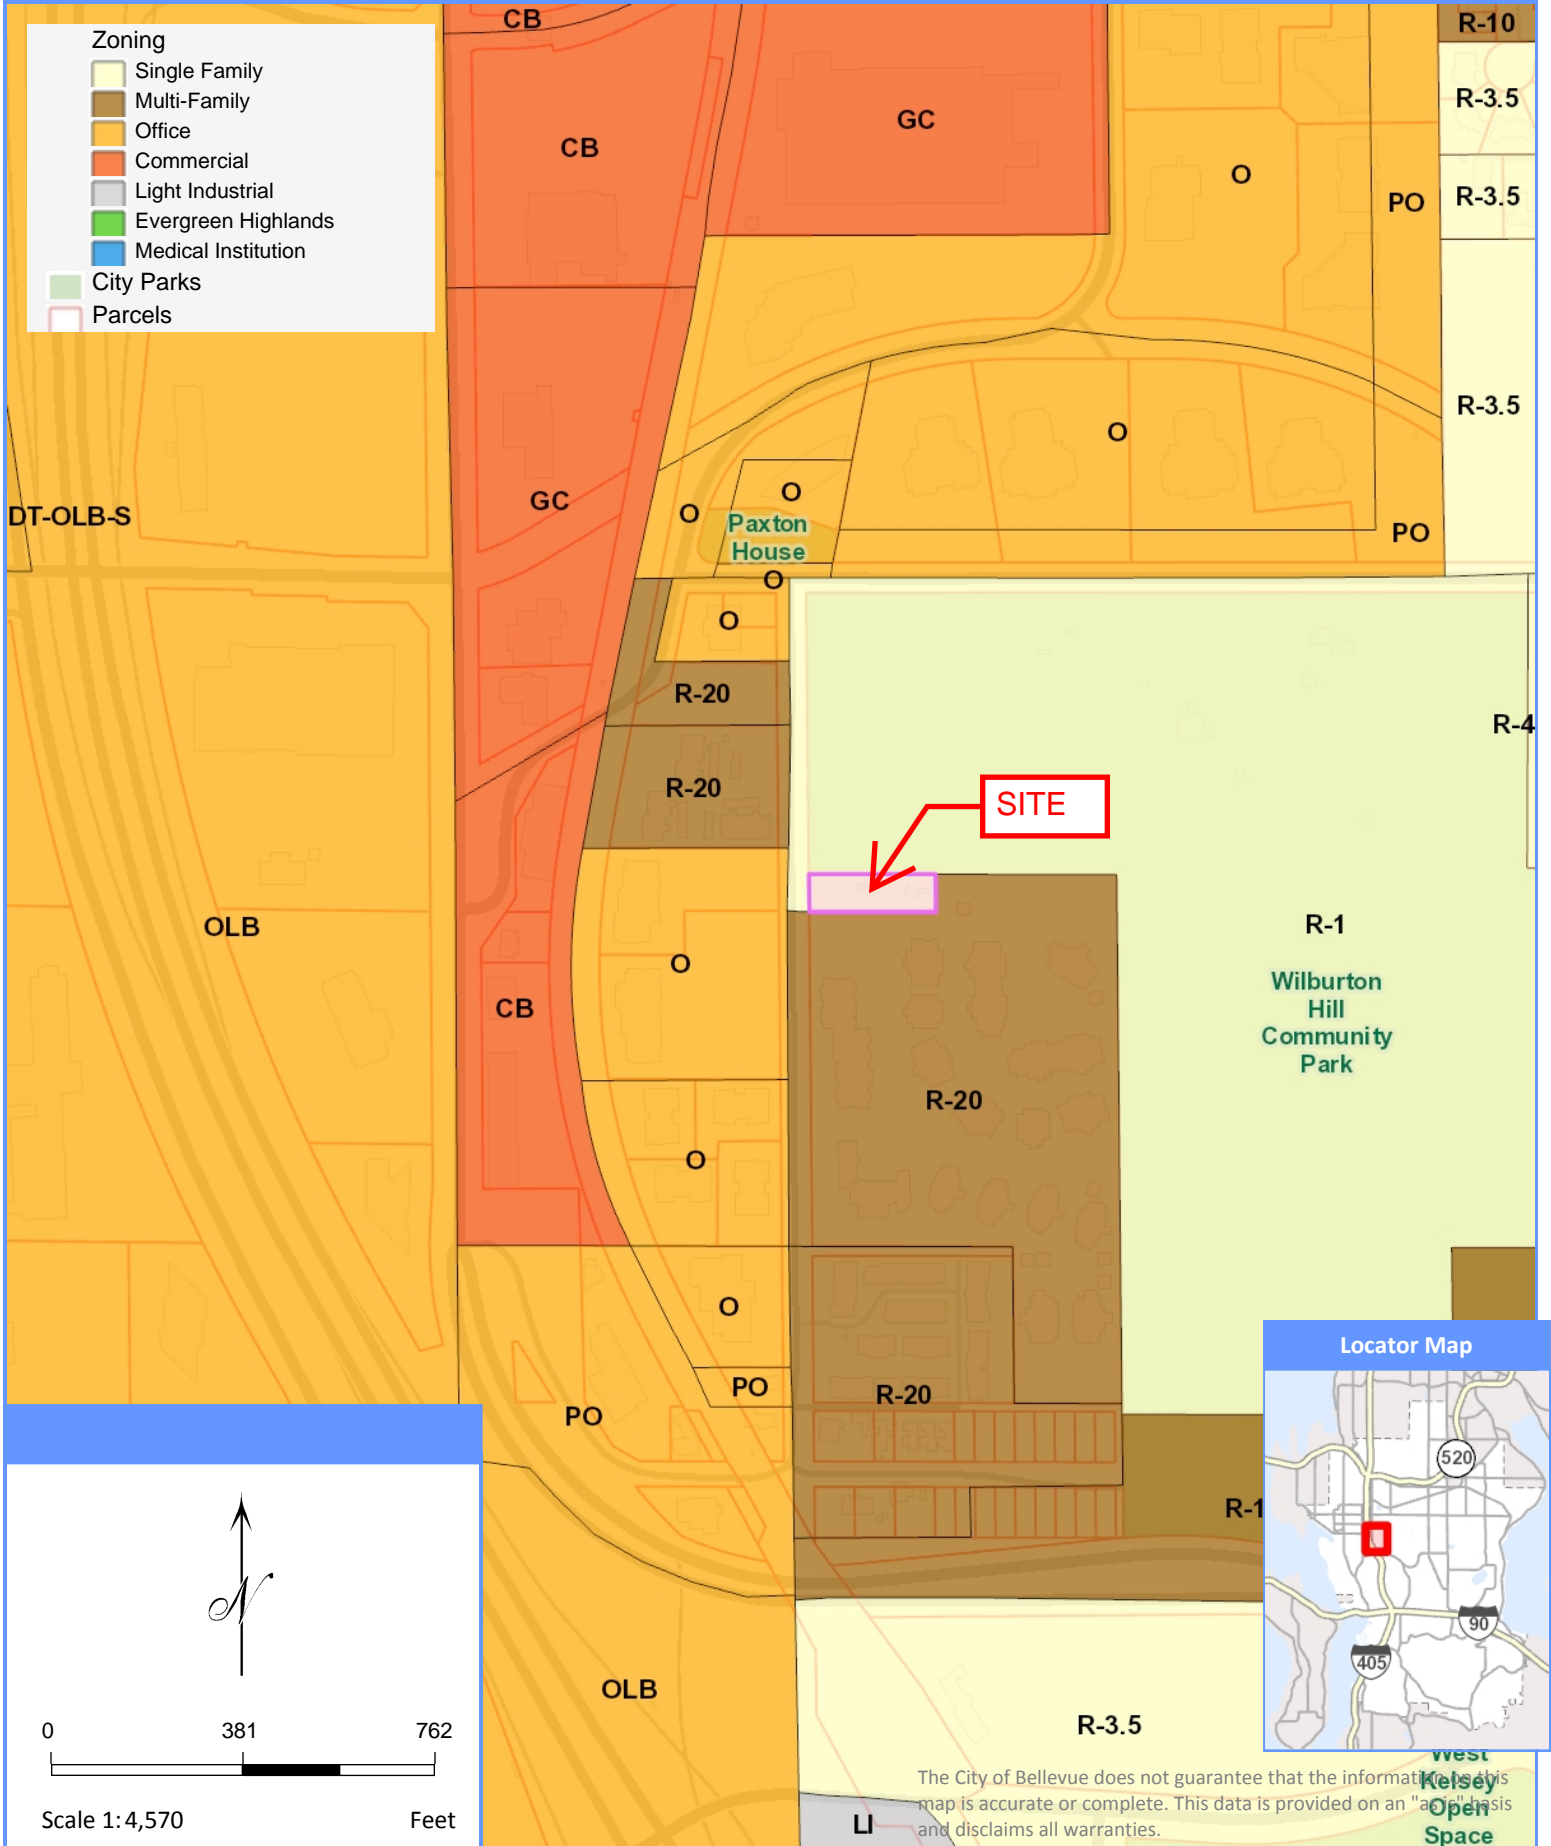 CB
R-10
Zoning
Single Family
Multi-Family
Office
Commercial
Light Industrial
Evergreen Highlands
Medical Institution
City Parks
Parcels
R-3.5
GC
CB
O
PO
R-3.5
R-3.5
O
GC
O
O
DT-OLB-S
Paxton
House
PO
O
O
R-20
R-4
R-20
SITE
OLB
R-1
O
Wilburton
Hill
Community
Park
CB
R-20
O
O
Locator Map
PO
R-20
PO
520
R-1
N
90
405
OLB
R-3.5
0 381 762
Scale 1:4,570 Feet
West
Kelsey
Open
Space
The City of Bellevue does not guarantee that the information on this
map is accurate or complete. This data is provided on an "as is" basis
and disclaims all warranties.
LI